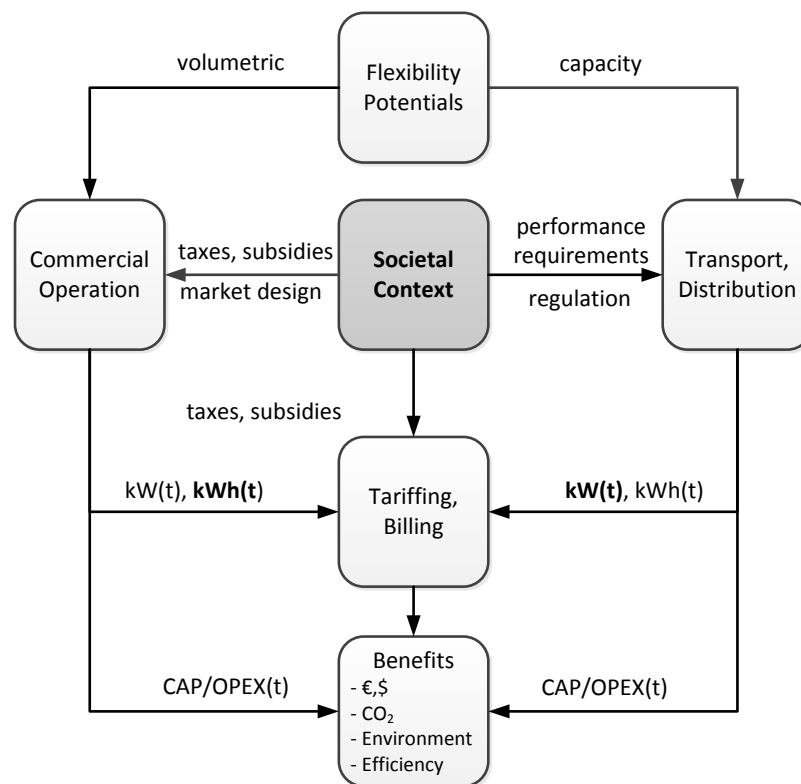 volumetric
Flexibility
Potentials
capacity
Commercial
Operation
taxes, subsidies
market design
Societal
Context
performance
requirements
regulation
Transport,
Distribution
taxes, subsidies
kW(t), kWh(t)
Tariffing,
Billing
kW(t), kWh(t)
CAP/OPEX(t)
Benefits
- €,$
- CO₂
- Environment
- Efficiency
CAP/OPEX(t)